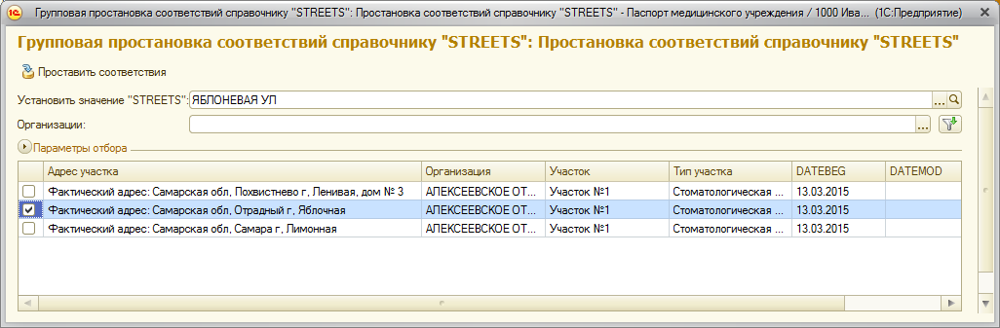 Групповая простановка соответствий справочнику "STREETS": Простановка соответствий справочнику "STREETS" - Паспорт медицинского учреждения / 1000 Ива... (1С:Предприятие)
Групповая простановка соответствий справочнику "STREETS": Простановка соответствий справочнику "STREETS"
Проставить соответствия
Установить значение "STREETS": ЯБЛОНЕВАЯ УЛ ...
Организации: ...
Параметры отбора
Адрес участка Организация Участок Тип участка DATEBEG DATEMOD
Фактический адрес: Самарская обл, Похвистнево г, Ленивая, дом № 3 АЛЕКСЕЕВСКОЕ ОТ... Участок №1 Стоматологическая ... 13.03.2015
Фактический адрес: Самарская обл, Отрадный г, Яблочная АЛЕКСЕЕВСКОЕ ОТ... Участок №1 Стоматологическая ... 13.03.2015
Фактический адрес: Самарская обл, Самара г, Лимонная АЛЕКСЕЕВСКОЕ ОТ... Участок №1 Стоматологическая ... 13.03.2015